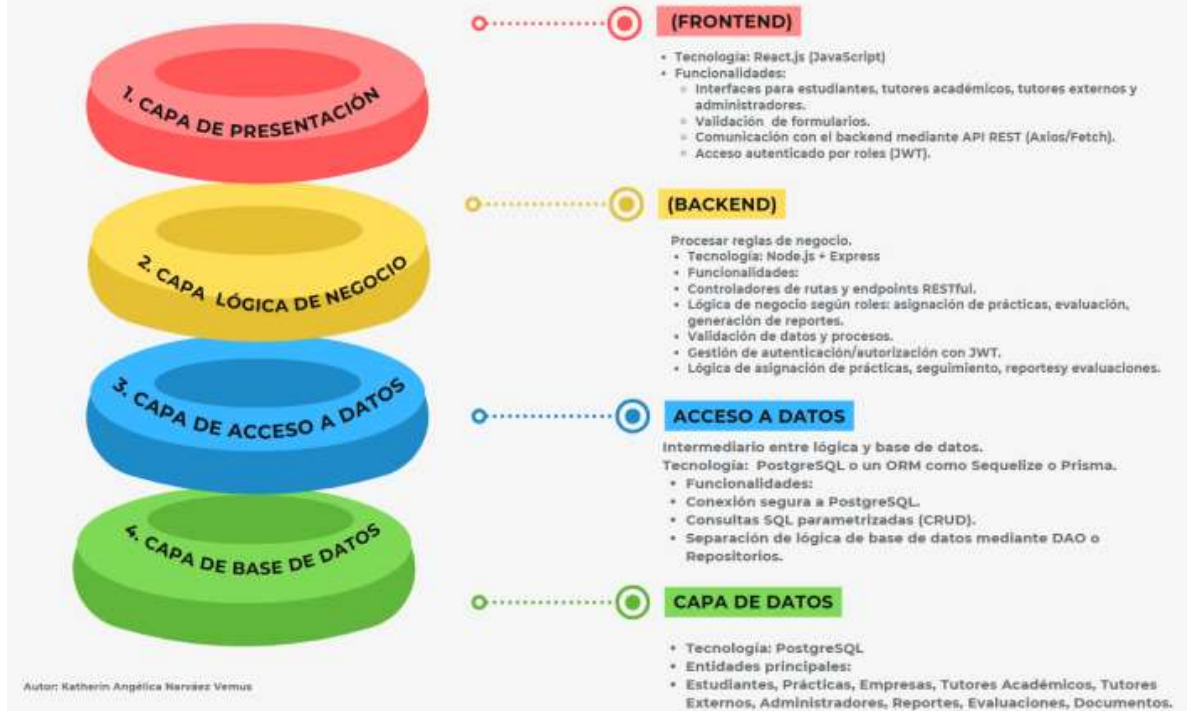 1. CAPA DE PRESENTACIÓN
(FRONTEND)
• Tecnología: React.js (JavaScript)
• Funcionalidades:
Interfaces para estudiantes, tutores académicos, tutores externos y
administradores.
Validación de formularios.
Comunicación con el backend mediante API REST (Axios/Fetch).
Acceso autenticado por roles (JWT).
2. CAPA LÓGICA DE NEGOCIO
(BACKEND)
Procesar reglas de negocio.
• Tecnología: Node.js + Express
• Funcionalidades:
• Controladores de rutas y endpoints RESTful.
• Lógica de negocio según roles: asignación de prácticas, evaluación,
generación de reportes.
• Validación de datos y procesos.
• Gestión de autenticación/autorización con JWT.
• Lógica de asignación de prácticas, seguimiento, reportesy evaluaciones.
3. CAPA DE ACCESO A DATOS
ACCESO A DATOS
Intermediario entre lógica y base de datos.
Tecnología: PostgreSQL o un ORM como Sequelize o Prisma.
• Funcionalidades:
• Conexión segura a PostgreSQL.
• Consultas SQL parametrizadas (CRUD).
• Separación de lógica de base de datos mediante DAO o
Repositorios.
4. CAPA DE BASE DE DATOS
CAPA DE DATOS
• Tecnología: PostgreSQL
• Entidades principales:
• Estudiantes, Prácticas, Empresas, Tutores Académicos, Tutores
Externos, Administradores, Reportes, Evaluaciones, Documentos.
Autor: Katherin Angélica Narváez Vemus